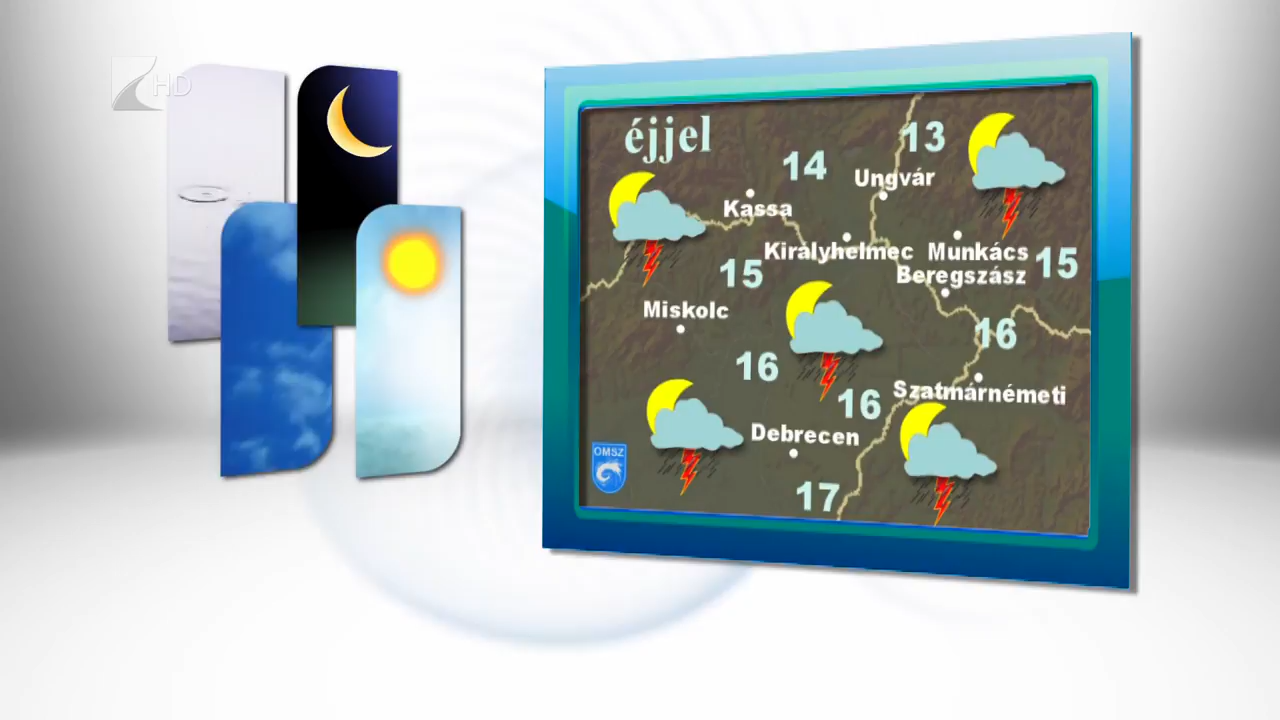 HD
éjjel
13
14
Ungvár
Kassa
Királyhelmec
Munkács
15
15
Beregszász
Miskolc
16
16
Szatmárnémeti
16
Debrecen
OMSZ
17